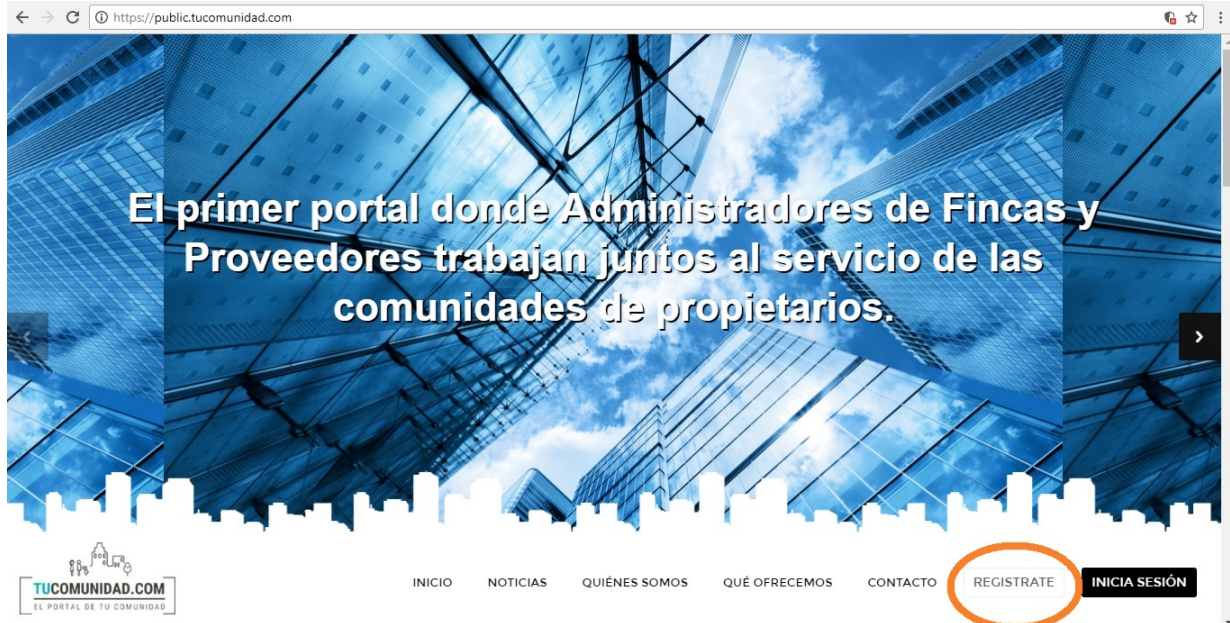 https://public.tucomunidad.com
El primer portal donde Administradores de Fincas y
Proveedores trabajan juntos al servicio de las
comunidades de propietarios.
TUCOMUNIDAD.COM
EL PORTAL DE TU COMUNIDAD
INICIO NOTICIAS QUIÉNES SOMOS QUÉ OFRECEMOS CONTACTO REGISTRATE INICIA SESIÓN